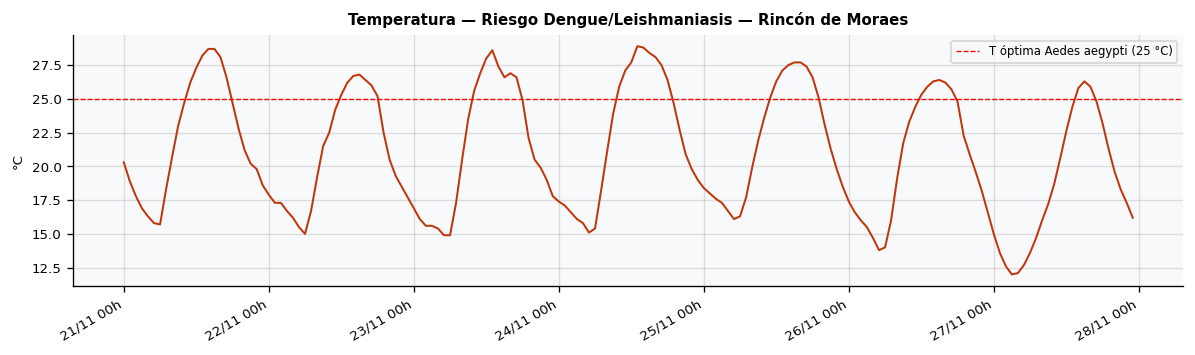 Temperatura — Riesgo Dengue/Leishmaniasis — Rincón de Moraes
T óptima Aedes aegypti (25 °C)
°C
27.5
25.0
22.5
20.0
17.5
15.0
12.5
21/11 00h
22/11 00h
23/11 00h
24/11 00h
25/11 00h
26/11 00h
27/11 00h
28/11 00h